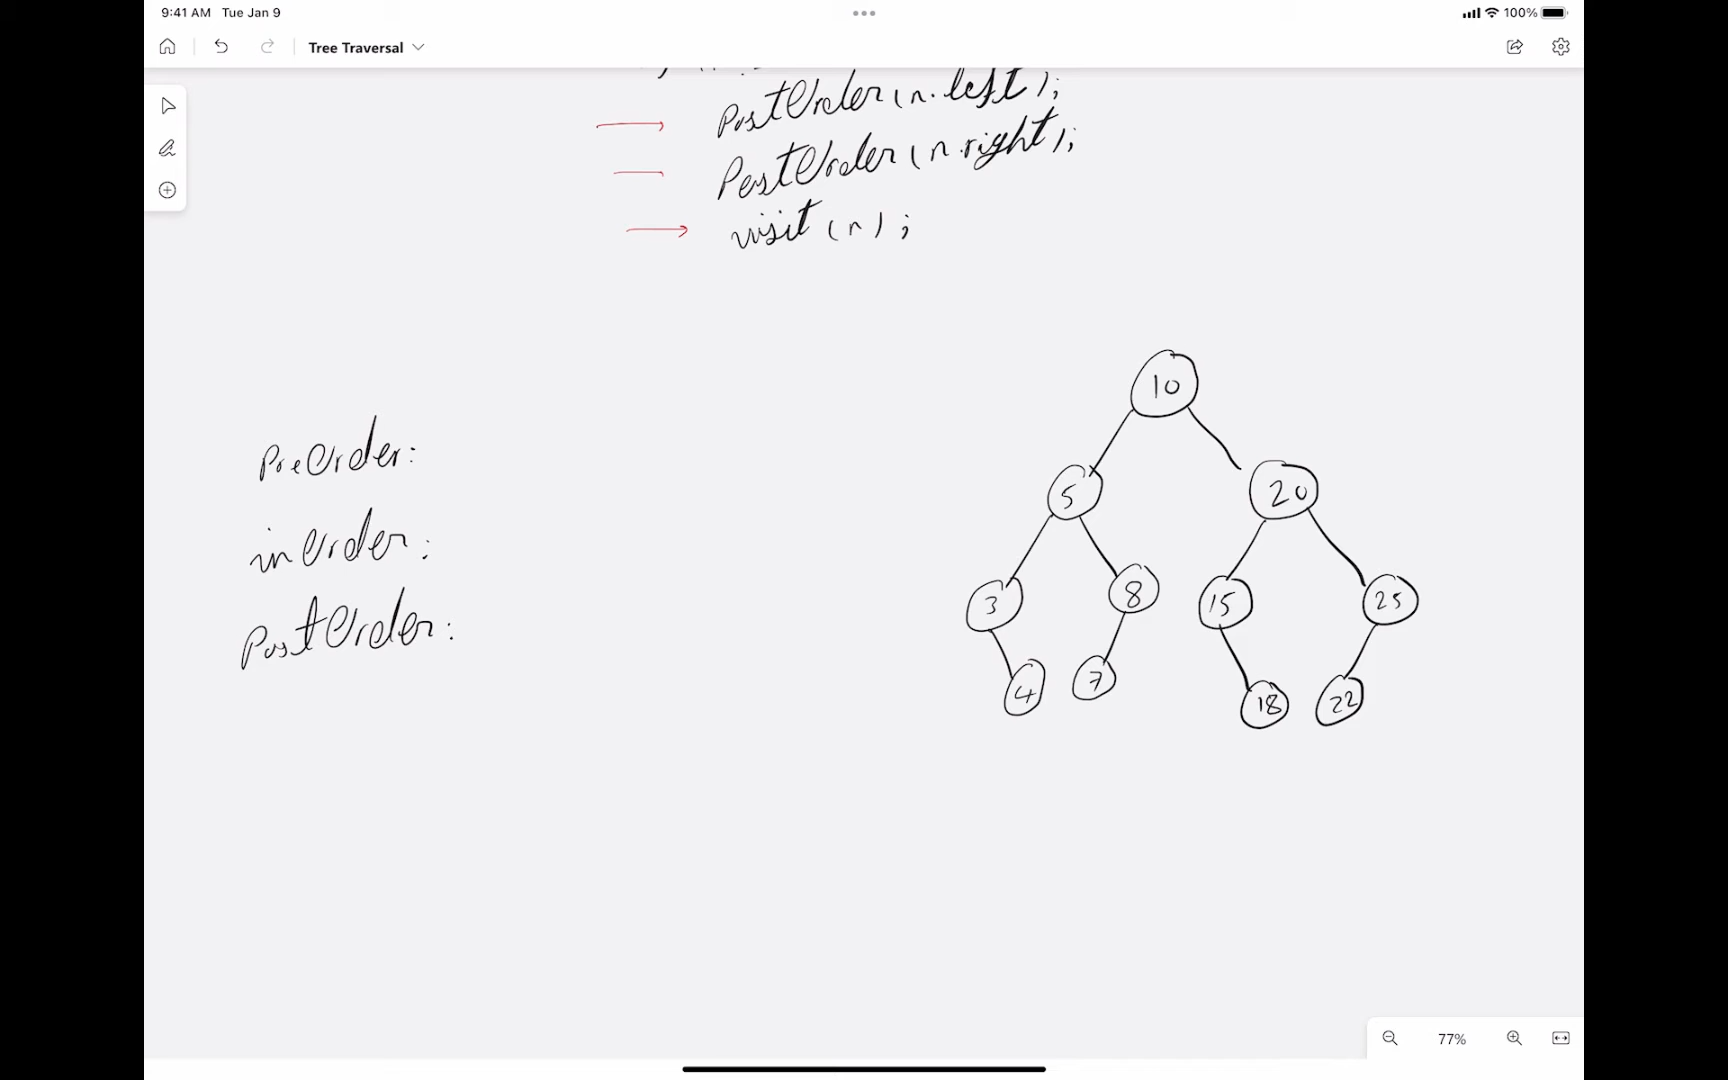 9:41 AM Tue Jan 9
100%
Tree Traversal
PostOrder(n.left);
PostOrder(n.right);
visit(n);
10
5
20
3
8
15
25
4
7
18
22
PreOrder:
inOrder:
PostOrder:
77%